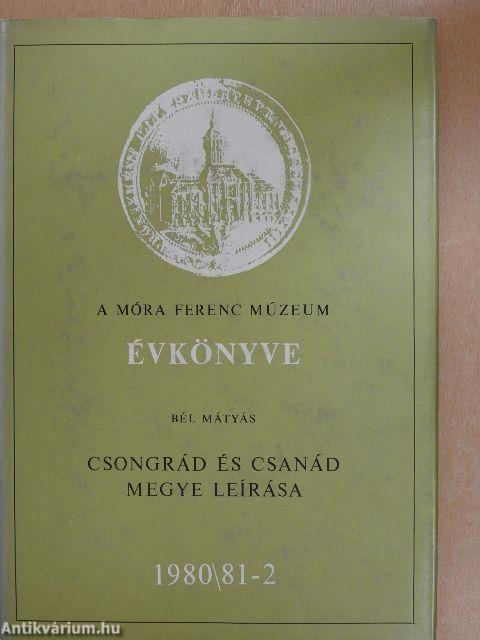 A MÓRA FERENC MÚZEUM
ÉVKÖNYVE
BÉL MÁTYÁS
CSONGRÁD ÉS CSANÁD
MEGYE LEÍRÁSA
1980\81-2
Antikvárium.hu